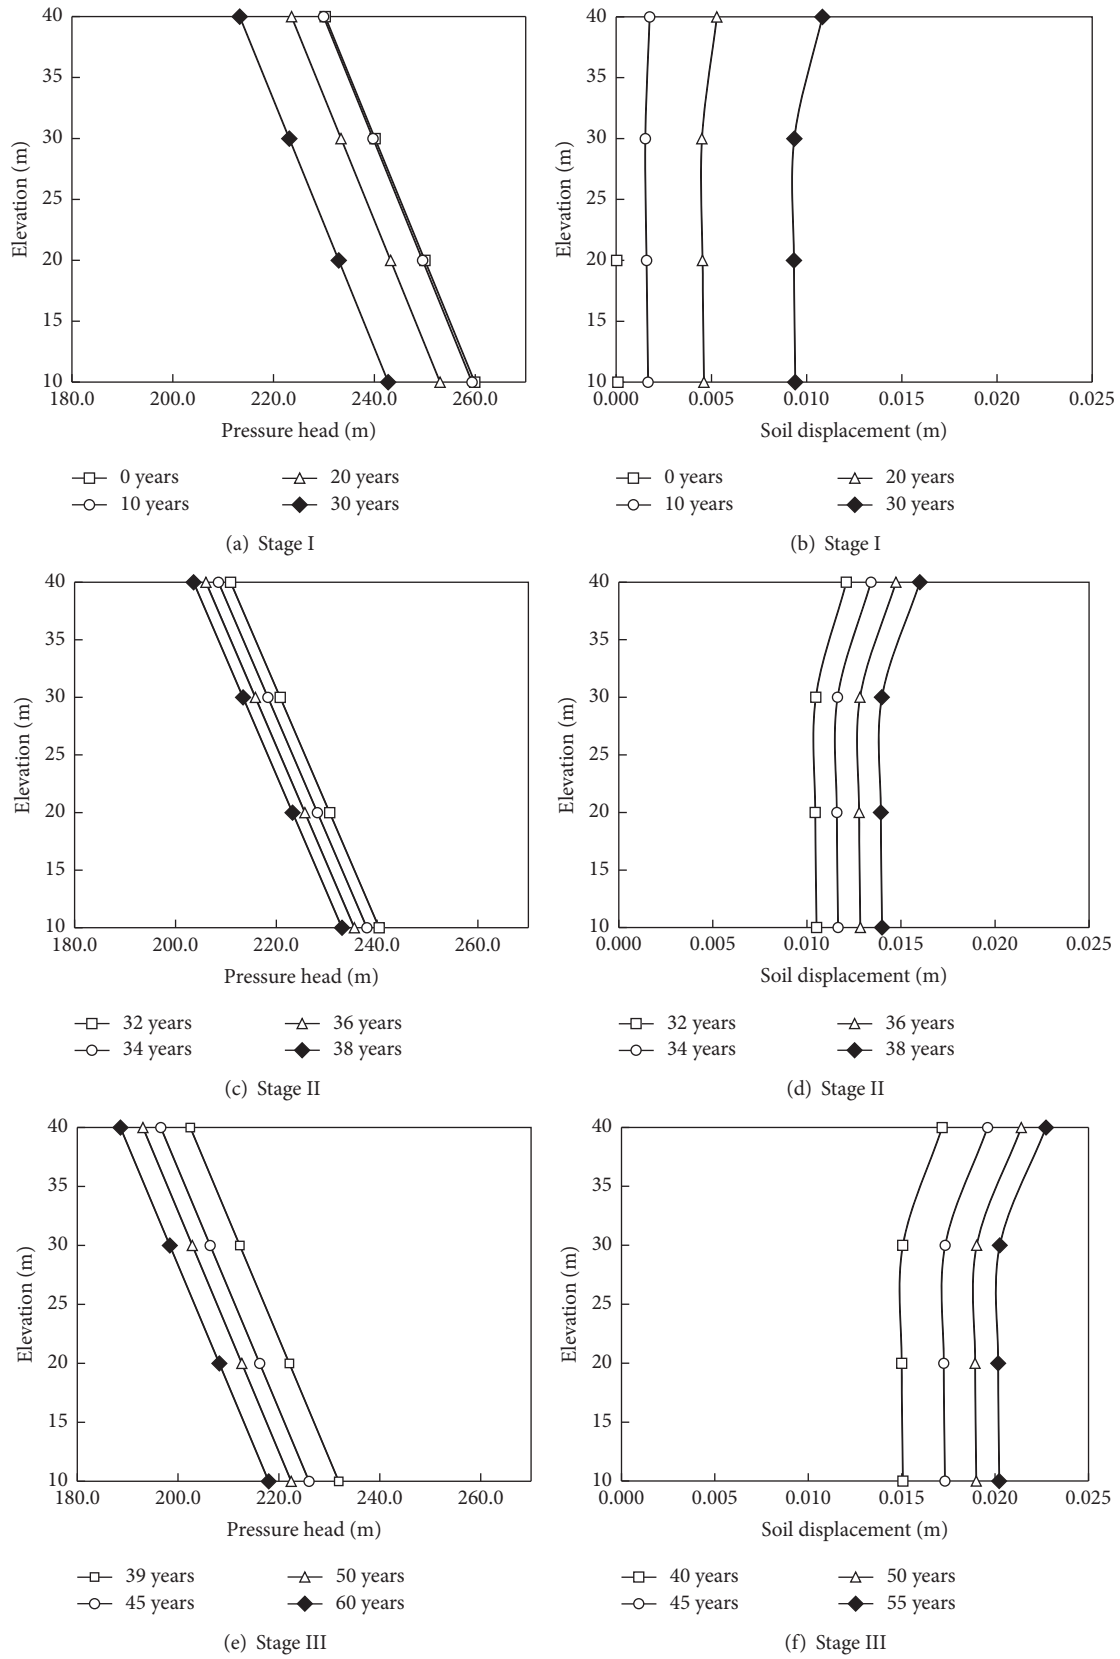 40
35
30
25
20
15
10
Elevation (m)
180.0 200.0 220.0 240.0 260.0
Pressure head (m)
0 years 20 years
10 years 30 years
(a) Stage I
40
35
30
25
20
15
10
Elevation (m)
0.000 0.005 0.010 0.015 0.020 0.025
Soil displacement (m)
0 years 20 years
10 years 30 years
(b) Stage I
40
35
30
25
20
15
10
Elevation (m)
180.0 200.0 220.0 240.0 260.0
Pressure head (m)
32 years 36 years
34 years 38 years
(c) Stage II
40
35
30
25
20
15
10
Elevation (m)
0.000 0.005 0.010 0.015 0.020 0.025
Soil displacement (m)
32 years 36 years
34 years 38 years
(d) Stage II
40
35
30
25
20
15
10
Elevation (m)
180.0 200.0 220.0 240.0 260.0
Pressure head (m)
39 years 50 years
45 years 60 years
(e) Stage III
40
35
30
25
20
15
10
Elevation (m)
0.000 0.005 0.010 0.015 0.020 0.025
Soil displacement (m)
40 years 50 years
45 years 55 years
(f) Stage III